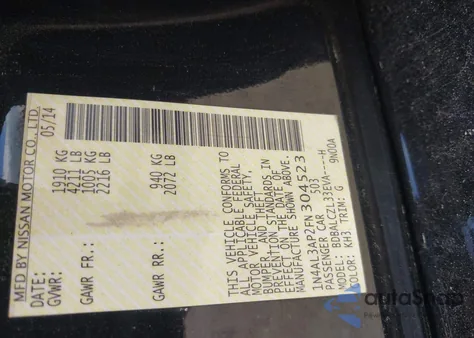 MFD BY NISSAN MOTOR CO., LTD.
DATE: 05/14
GVWR: 1910 KG
4211 LB
GAWR FR.: 1005 KG
2216 LB
GAWR RR.: 940 KG
2072 LB
THIS VEHICLE CONFORMS TO
ALL APPLICABLE FEDERAL
MOTOR VEHICLE SAFETY,
BUMPER, AND THEFT
PREVENTION STANDARDS IN
EFFECT ON THE DATE OF
MANUFACTURE SHOWN ABOVE.
304523
503
PASSENGER CAR
MODEL: 9N00A
COLOR: KH3 TRIM: G